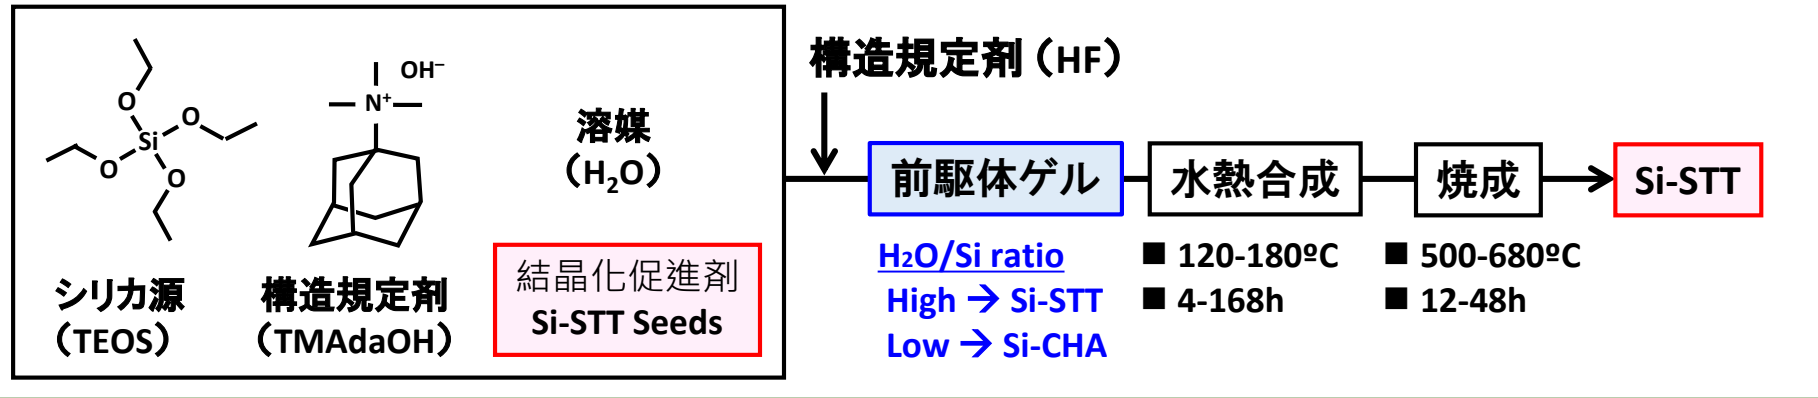 O
O
Si
O
O
シリカ源
（TEOS）
OH–
N+
構造規定剤
（TMAdaOH）
溶媒
（H2O）
結晶化促進剤
Si-STT Seeds
構造規定剤（HF）
前駆体ゲル
H2O/Si ratio
High → Si-STT
Low → Si-CHA
水熱合成
■ 120-180ºC
■ 4-168h
焼成
■ 500-680ºC
■ 12-48h
Si-STT